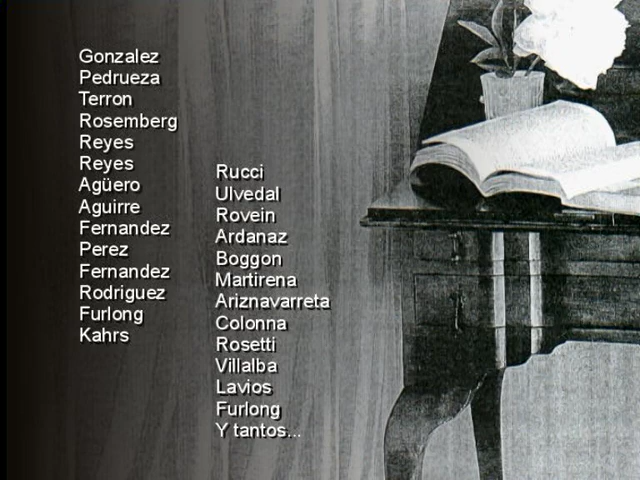 Gonzalez
Pedrueza
Terron
Rosemberg
Reyes
Reyes
Agüero
Aguirre
Fernandez
Perez
Fernandez
Rodriguez
Furlong
Kahrs
Rucci
Ulvedal
Rovein
Ardanaz
Boggon
Martirena
Ariznavarreta
Colonna
Rosetti
Villalba
Lavios
Furlong
Y tantos...